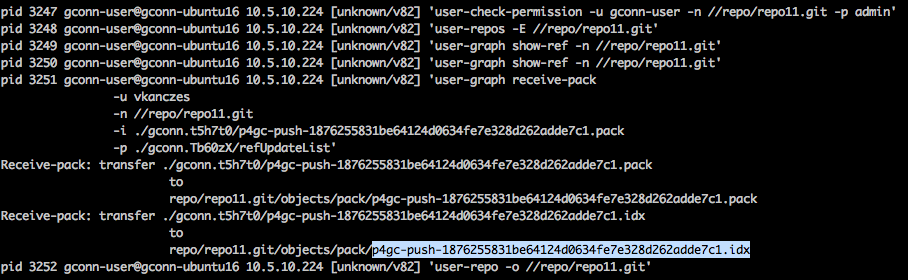 pid 3247 gconn-user@gconn-ubuntu16 10.5.10.224 [unknown/v82] 'user-check-permission -u gconn-user -n //repo/repo11.git -p admin'
pid 3248 gconn-user@gconn-ubuntu16 10.5.10.224 [unknown/v82] 'user-repos -E //repo/repo11.git'
pid 3249 gconn-user@gconn-ubuntu16 10.5.10.224 [unknown/v82] 'user-graph show-ref -n //repo/repo11.git'
pid 3250 gconn-user@gconn-ubuntu16 10.5.10.224 [unknown/v82] 'user-graph show-ref -n //repo/repo11.git'
pid 3251 gconn-user@gconn-ubuntu16 10.5.10.224 [unknown/v82] 'user-graph receive-pack
-u vkanczes
-n //repo/repo11.git
-i ./gconn.t5h7t0/p4gc-push-1876255831be64124d0634fe7e328d262adde7c1.pack
-p ./gconn.Tb60zX/refUpdateList'
Receive-pack: transfer ./gconn.t5h7t0/p4gc-push-1876255831be64124d0634fe7e328d262adde7c1.pack
to
repo/repo11.git/objects/pack/p4gc-push-1876255831be64124d0634fe7e328d262adde7c1.pack
Receive-pack: transfer ./gconn.t5h7t0/p4gc-push-1876255831be64124d0634fe7e328d262adde7c1.idx
to
repo/repo11.git/objects/pack/p4gc-push-1876255831be64124d0634fe7e328d262adde7c1.idx
pid 3252 gconn-user@gconn-ubuntu16 10.5.10.224 [unknown/v82] 'user-repo -o //repo/repo11.git'